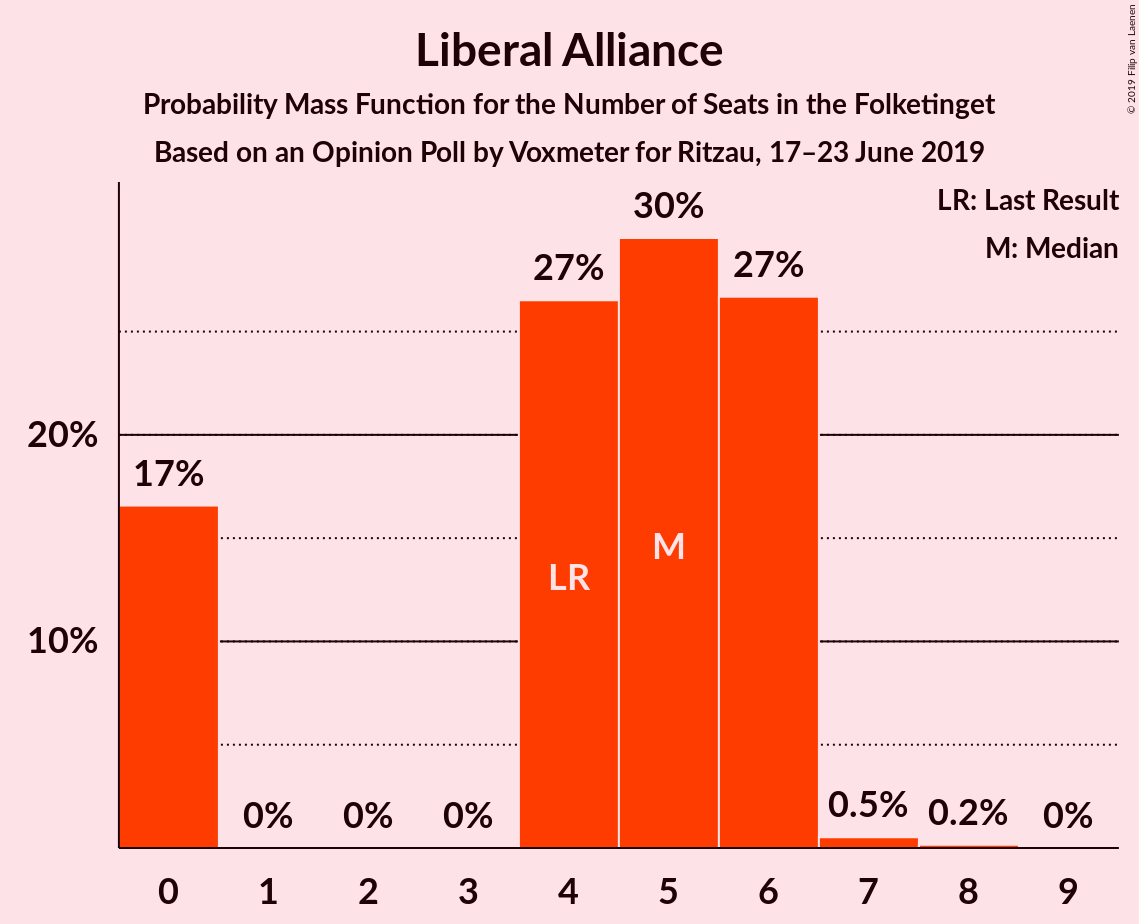 Liberal Alliance
Probability Mass Function for the Number of Seats in the Folketinget
Based on an Opinion Poll by Voxmeter for Ritzau, 17–23 June 2019
© 2019 Filip van Laenen
LR: Last Result
M: Median
30%
27%
27%
20%
17%
M
LR
10%
0.5%
0.2%
0%
0%
0%
0%
0 1 2 3 4 5 6 7 8 9